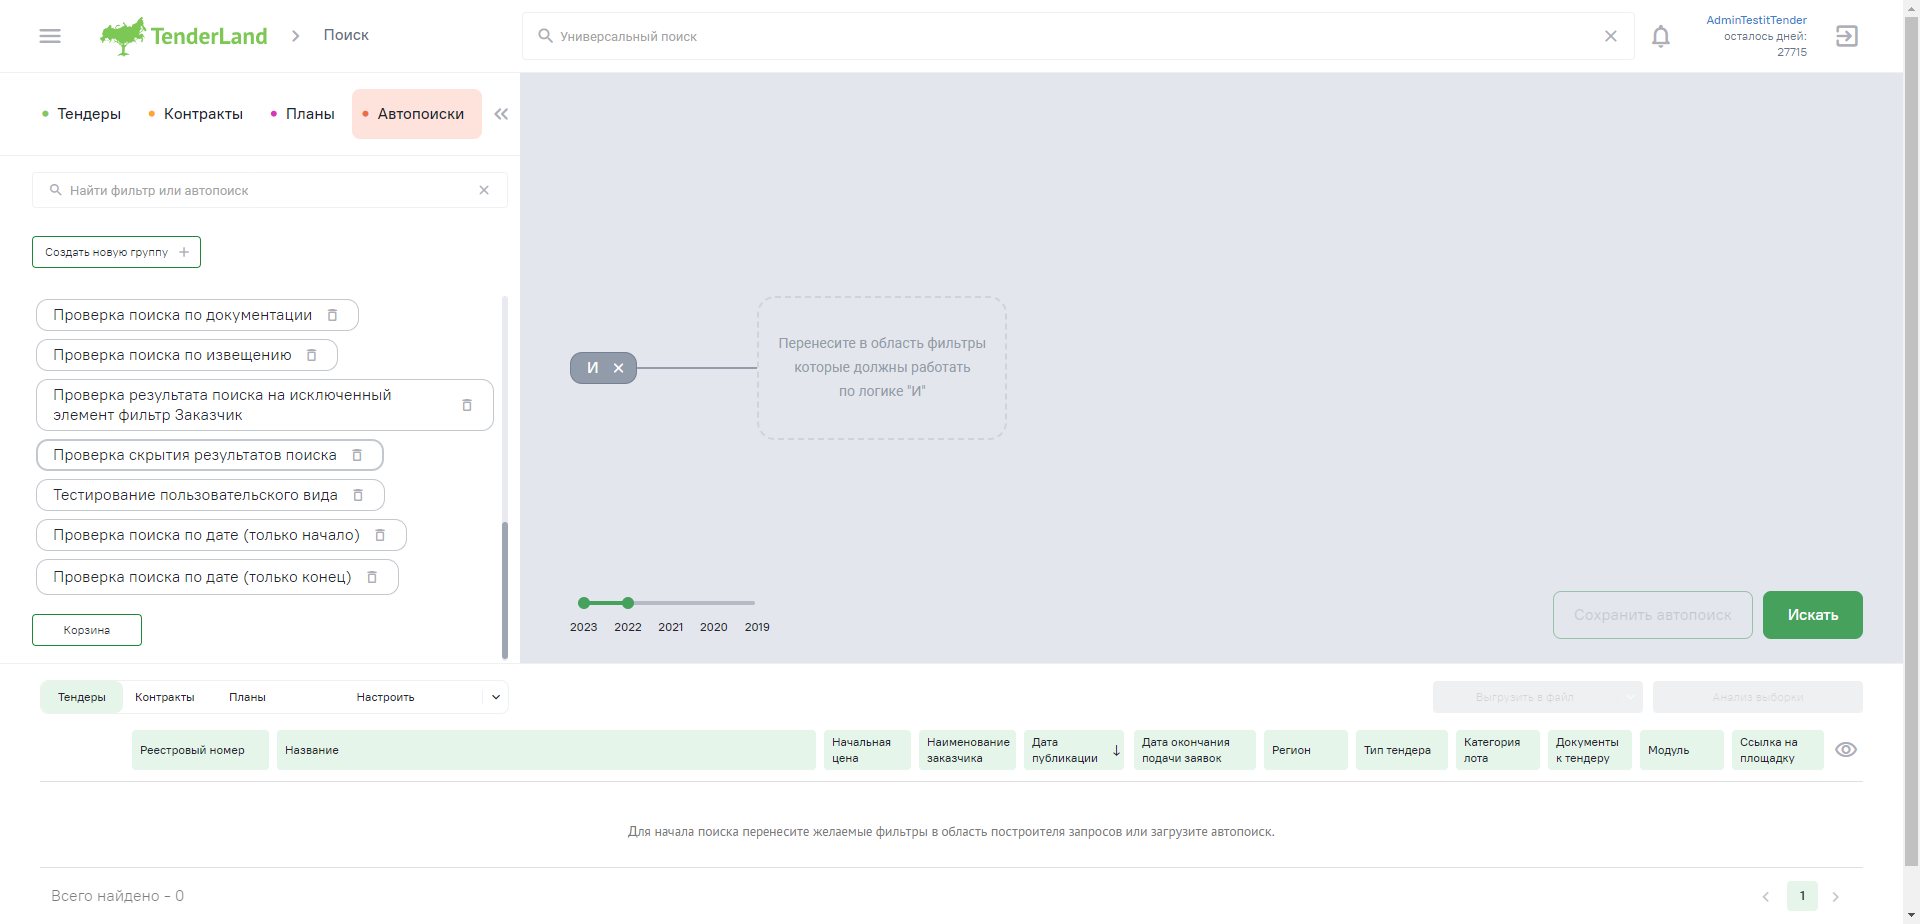 TenderLand
Поиск
Универсальный поиск
AdminTestitTender
осталось дней:
27715
Тендеры
Контракты
Планы
Автопоиски
Найти фильтр или автопоиск
Создать новую группу
Проверка поиска по документации
Проверка поиска по извещению
Проверка результата поиска на исключенный
элемент фильтр Заказчик
Проверка скрытия результатов поиска
Тестирование пользовательского вида
Проверка поиска по дате (только начало)
Проверка поиска по дате (только конец)
Корзина
И
Перенесите в область фильтры
которые должны работать
по логике "И"
2023 2022 2021 2020 2019
Сохранить автопоиск
Искать
Тендеры
Контракты
Планы
Настроить
Выгрузить в файл
Анализ выборки
Реестровый номер
Название
Начальная
цена
Наименование
заказчика
Дата
публикации
Дата окончания
подачи заявок
Регион
Тип тендера
Категория
лота
Документы
к тендеру
Модуль
Ссылка на
площадку
Для начала поиска перенесите желаемые фильтры в область построителя запросов или загрузите автопоиск.
Всего найдено - 0
1